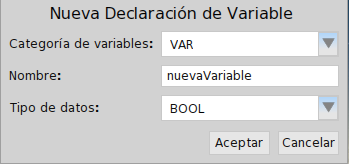 Nueva Declaración de Variable
Categoría de variables: VAR
Nombre: nuevaVariable
Tipo de datos: BOOL
Aceptar Cancelar